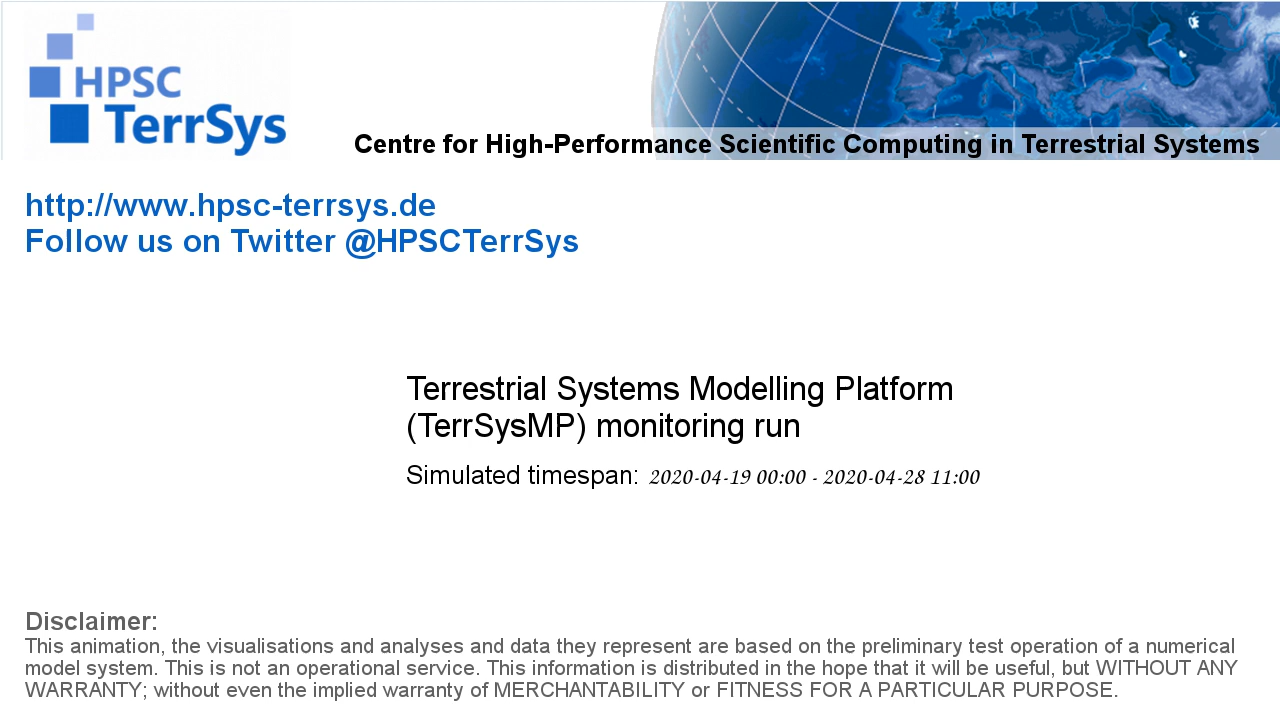 HPSC
TerrSys
Centre for High-Performance Scientific Computing in Terrestrial Systems
http://www.hpsc-terrsys.de
Follow us on Twitter @HPSCTerrSys
Terrestrial Systems Modelling Platform
(TerrSysMP) monitoring run
Simulated timespan: 2020-04-19 00:00 - 2020-04-28 11:00
Disclaimer:
This animation, the visualisations and analyses and data they represent are based on the preliminary test operation of a numerical
model system. This is not an operational service. This information is distributed in the hope that it will be useful, but WITHOUT ANY
WARRANTY; without even the implied warranty of MERCHANTABILITY or FITNESS FOR A PARTICULAR PURPOSE.